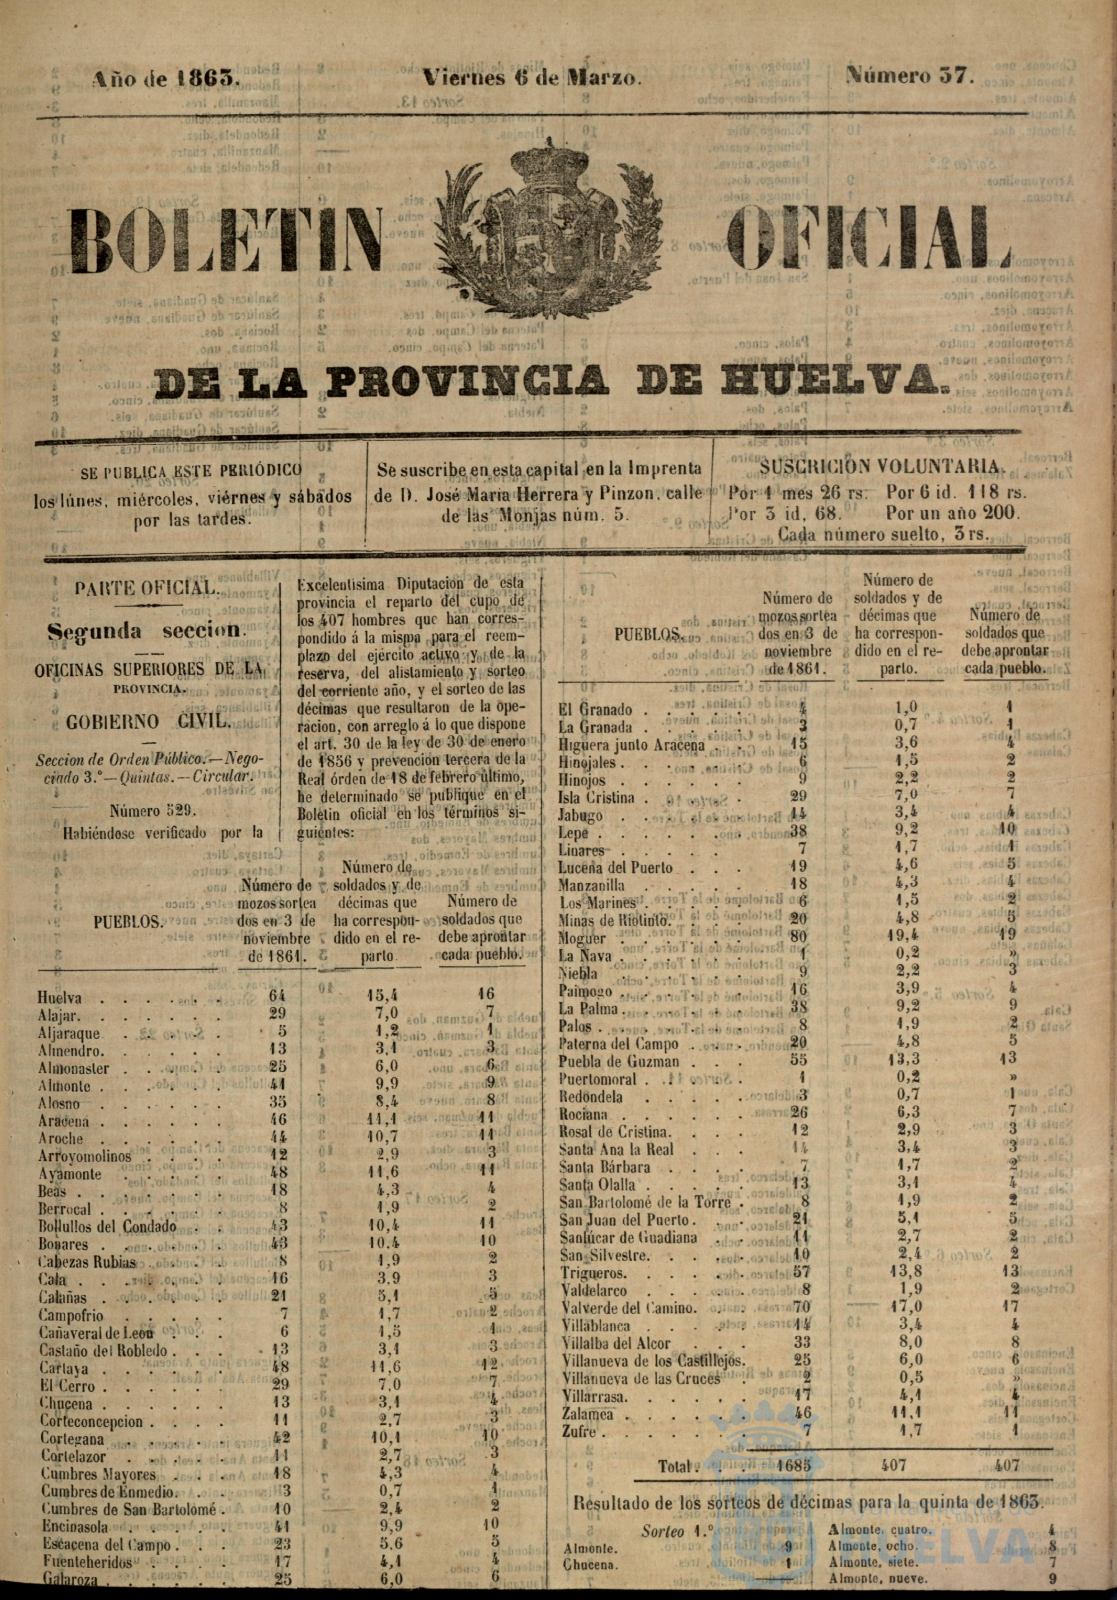 Año de 1863.
Viernes 6 de Marzo.
Número 37.
BOLETIN OFICIAL
DE LA PROVINCIA DE HUELVA.
SE PUBLICA ESTE PERIÓDICO
los lúnes, miércoles, viérnes y sábados
por las tardes.
Se suscribe en esta capital en la Imprenta
de D. José Maria Herrera y Pinzon, calle
de las Monjas núm. 5.
SUSCRICION VOLUNTARIA.
Por 1 mes 26 rs. Por 6 id. 118 rs.
Por 3 id. 68. Por un año 200.
Cada número suelto, 3 rs.
PARTE OFICIAL.
Segunda seccion.
OFICINAS SUPERIORES DE LA
PROVINCIA.
GOBIERNO CIVIL.
Seccion de Orden Público.—Nego-
ciado 3.°—Quintas.—Circular.
Número 529.
Habiéndose verificado por la
Excelentísima Diputacion de esta
provincia el reparto del cupo de
los 407 hombres que han corres-
pondido á la misma para el reem-
plazo del ejército activo y de la
reserva, del alistamiento y sorteo
del corriente año, y el sorteo de las
décimas que resultaron de la ope-
racion, con arreglo á lo que dispone
el art. 30 de la ley de 30 de enero
de 1856 y prevencion tercera de la
Real órden de 18 de febrero último,
he determinado se publique en el
Boletin oficial en los términos si-
guientes:
PUEBLOS.
Número de
mozos sortea
dos en 3 de
noviembre
de 1861.
Número de
soldados y de
décimas que
ha correspon-
dido en el re-
parto
Número de
soldados que
debe aprontar
cada pueblo.
Huelva . . . . . . . 64 15,4 16
Alajar. . . . . . . 29 7,0 7
Aljaraque . . . . . 5 1,2 1
Almendro. . . . . . 13 3,1 3
Almonaster . . . . . 25 6,0 6
Almonte . . . . . . 41 9,9 9
Alosno . . . . . . 35 8,4 8
Aracena . . . . . . 46 11,1 11
Aroche . . . . . . 44 10,7 11
Arroyomolinos . . . . 12 2,9 3
Ayamonte . . . . . 48 11,6 11
Beas . . . . . . . 18 4,3 4
Berrocal . . . . . . 8 1,9 2
Bollullos del Condado . . 43 10,4 11
Bonares . . . . . . 43 10.4 10
Cabezas Rubias . . . . 8 1,9 2
Cala . . . . . . . 16 3,9 3
Calañas . . . . . . 21 5,1 5
Campofrio . . . . . 7 1,7 2
Cañaveral de Leon . . . 6 1,5 1
Castaño del Robledo . . . 13 3,1 3
Cartaya . . . . . . 48 11,6 12
El Cerro . . . . . . 29 7,0 7
Chucena . . . . . . 13 3,1 4
Corteconcepcion . . . . 11 2,7 3
Cortegana . . . . . 42 10,1 10
Cortelazor . . . . . 11 2,7 3
Cumbres Mayores . . . 18 4,3 4
Cumbres de Enmedio. . . 3 0,7 1
Cumbres de San Bartolomé . 10 2,4 2
Encinasola . . . . . 41 9,9 10
Escacena del Campo . . . 23 5,6 5
Fuenteheridos . . . . 17 4,1 4
Galaroza . . . . . . 25 6,0 6
PUEBLOS.
Número de
mozos sortea
dos en 3 de
noviembre
de 1861.
Número de
soldados y de
décimas que
ha correspon-
dido en el re-
parto.
Número de
soldados que
debe aprontar
cada pueblo.
El Granado . . . . . 4 1,0 1
La Granada . . . . . 3 0,7 1
Higuera junto Aracena . . 15 3,6 4
Hinojales . . . . . . 6 1,5 2
Hinojos . . . . . . 9 2,2 2
Isla Cristina . . . . . 29 7,0 7
Jabugo . . . . . . 14 3,4 4
Lepe . . . . . . . 38 9,2 10
Linares . . . . . . 7 1,7 1
Lucena del Puerto . . . 19 4,6 5
Manzanilla . . . . . 18 4,3 4
Los Marines . . . . . 6 1,5 2
Minas de Riotinto. . . . 20 4,8 5
Moguer . . . . . . 80 19,4 19
La Nava . . . . . . 1 0,2 »
Niebla . . . . . . 9 2,2 3
Paimogo . . . . . . 16 3,9 4
La Palma. . . . . . 38 9,2 9
Palos . . . . . . . 8 1,9 2
Paterna del Campo . . . 20 4,8 5
Puebla de Guzman . . . 55 13,3 13
Puertomoral . . . . . 1 0,2 »
Redondela . . . . . 3 0,7 1
Rociana . . . . . . 26 6,3 7
Rosal de Cristina. . . . 12 2,9 3
Santa Ana la Real . . . 14 3,4 3
Santa Bárbara . . . . 7 1,7 2
Santa Olalla . . . . . 13 3,1 4
San Bartolomé de la Torre . 8 1,9 2
San Juan del Puerto. . . 21 5,1 5
Sanlúcar de Guadiana . . 11 2,7 2
San Silvestre. . . . . 10 2,4 2
Trigueros. . . . . . 57 13,8 13
Valdelarco . . . . . 8 1,9 2
Valverde del Camino. . . 70 17,0 17
Villablanca . . . . . 14 3,4 4
Villalba del Alcor . . . 33 8,0 8
Villanueva de los Castillejos. 25 6,0 6
Villanueva de las Cruces . 2 0,5 »
Villarrasa. . . . . . 17 4,1 4
Zalamea . . . . . . 46 11,1 11
Zufre . . . . . . . 7 1,7 1
Total. . 1685 407 407
Resultado de los sorteos de décimas para la quinta de 1863.
Sorteo 1.°
Almonte. 9
Chucena. 1
Almonte, cuatro. 4
Almonte, ocho. 8
Almonte, siete. 7
Almonte, nueve. 9